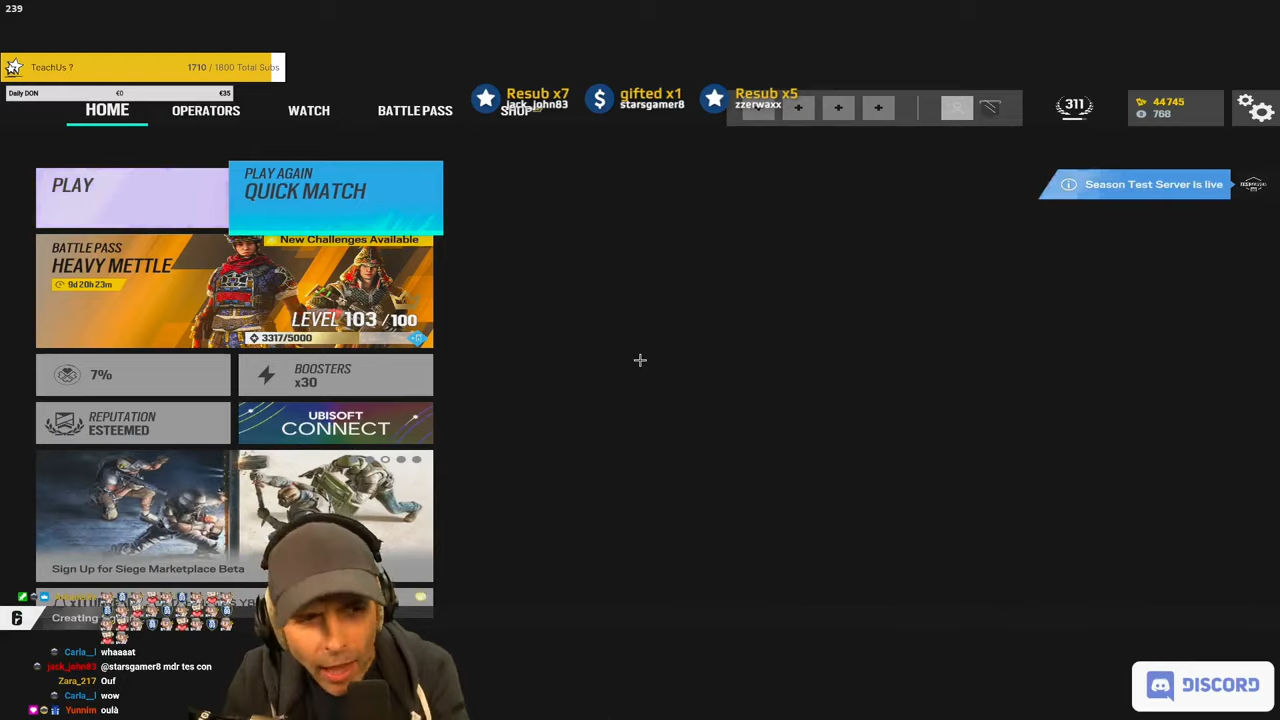 239
TeachUs ? 1710 / 1800 Total Subs
Daily DON €0 €35
Resub x7 gifted x1 Resub x5
jack_john83 starsgamer8 zzerwaxx
HOME OPERATORS WATCH BATTLE PASS SHOP
311
44 745
768
PLAY
PLAY AGAIN
QUICK MATCH
Season Test Server is live
New Challenges Available
BATTLE PASS
HEAVY METTLE
9d 20h 23m
LEVEL 103 /100
3317/5000
7%
BOOSTERS
x30
REPUTATION
ESTEEMED
UBISOFT
CONNECT
Sign Up for Siege Marketplace Beta
Creating
Carla__l whaaaat
jack_john83 @starsgamer8 mdr tes con
Zara_217 Ouf
Carla__l wow
Yunnim oulà
DISCORD